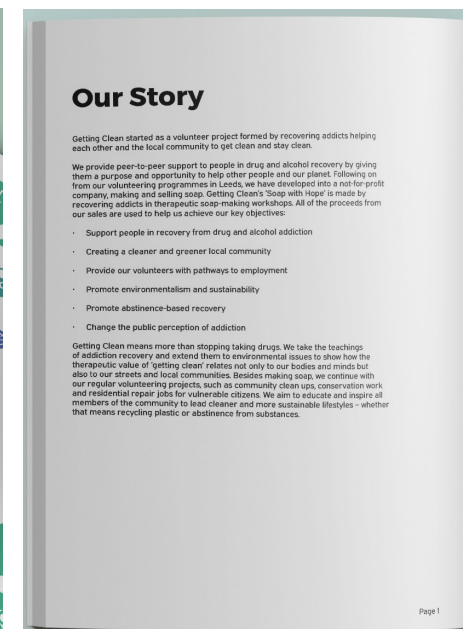 Our Story
Getting Clean started as a volunteer project formed by recovering addicts helping
each other and the local community to get clean and stay clean.
We provide peer-to-peer support to people in drug and alcohol recovery by giving
them a purpose and opportunity to help other people and our planet. Following on
from our volunteering programmes in Leeds, we have developed into a not-for-profit
company, making and selling soap. Getting Clean's 'Soap with Hope' is made by
recovering addicts in therapeutic soap-making workshops. All of the proceeds from
our sales are used to help us achieve our key objectives:
· Support people in recovery from drug and alcohol addiction
· Creating a cleaner and greener local community
· Provide our volunteers with pathways to employment
· Promote environmentalism and sustainability
· Promote abstinence-based recovery
· Change the public perception of addiction
Getting Clean means more than stopping taking drugs. We take the teachings
of addiction recovery and extend them to environmental issues to show how the
therapeutic value of 'getting clean' relates not only to our bodies and minds but
also to our streets and local communities. Besides making soap, we continue with
our regular volunteering projects, such as community clean ups, conservation work
and residential repair jobs for vulnerable citizens. We aim to educate and inspire all
members of the community to lead cleaner and more sustainable lifestyles – whether
that means recycling plastic or abstinence from substances.
Page 1